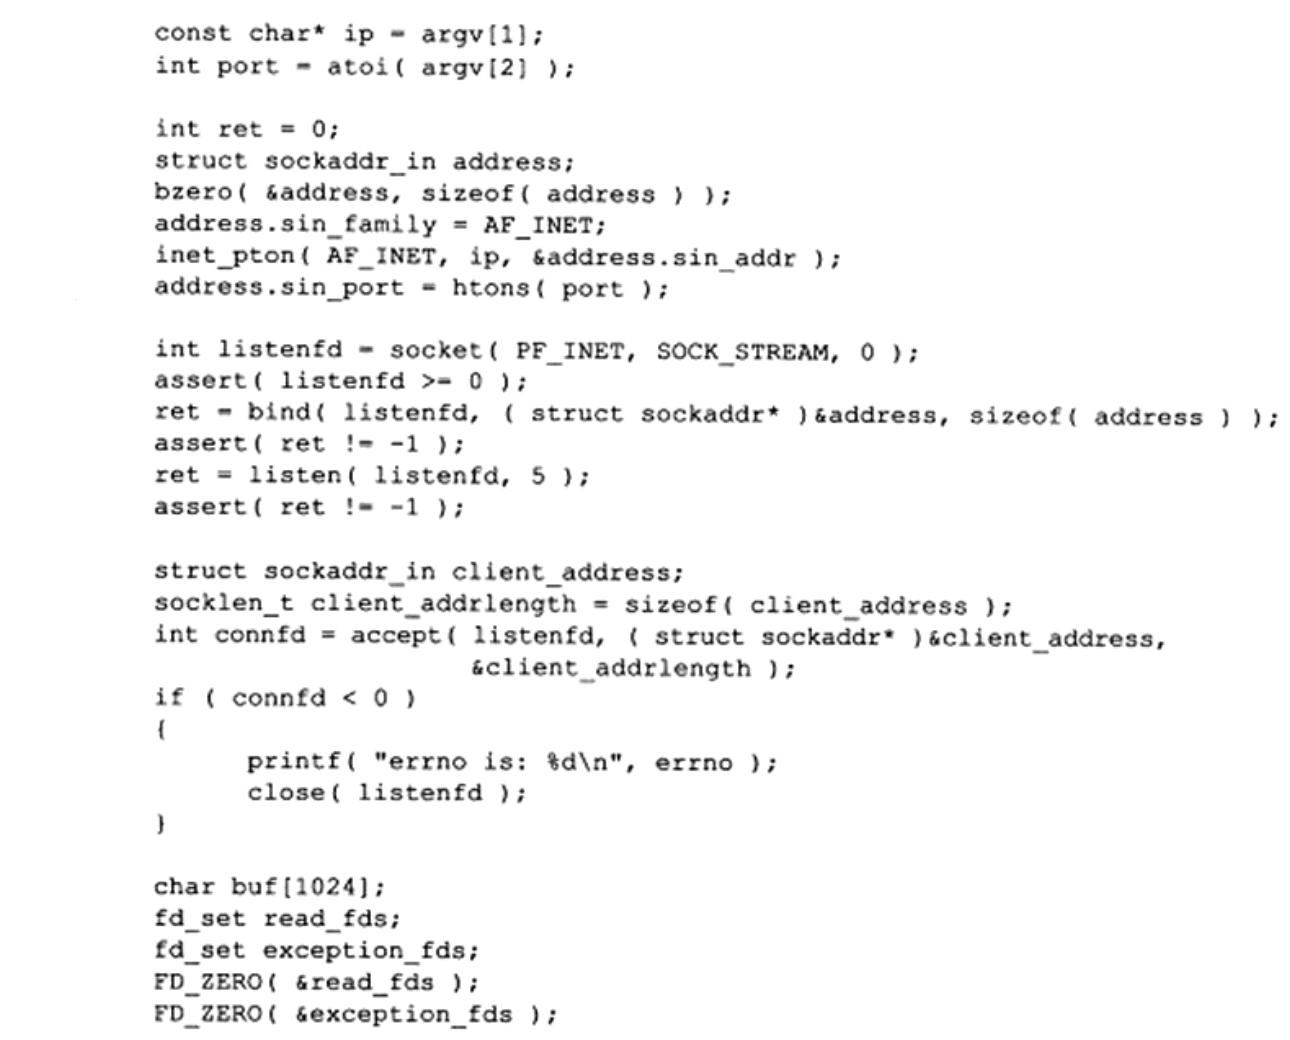 const char* ip = argv[1];
int port = atoi( argv[2] );
int ret = 0;
struct sockaddr_in address;
bzero( &address, sizeof( address ) );
address.sin_family = AF_INET;
inet_pton( AF_INET, ip, &address.sin_addr );
address.sin_port = htons( port );
int listenfd = socket( PF_INET, SOCK_STREAM, 0 );
assert( listenfd >= 0 );
ret = bind( listenfd, ( struct sockaddr* )&address, sizeof( address ) );
assert( ret != -1 );
ret = listen( listenfd, 5 );
assert( ret != -1 );
struct sockaddr_in client_address;
socklen_t client_addrlength = sizeof( client_address );
int connfd = accept( listenfd, ( struct sockaddr* )&client_address,
&client_addrlength );
if ( connfd < 0 )
{
printf( "errno is: %d\n", errno );
close( listenfd );
}
char buf[1024];
fd_set read_fds;
fd_set exception_fds;
FD_ZERO( &read_fds );
FD_ZERO( &exception_fds );